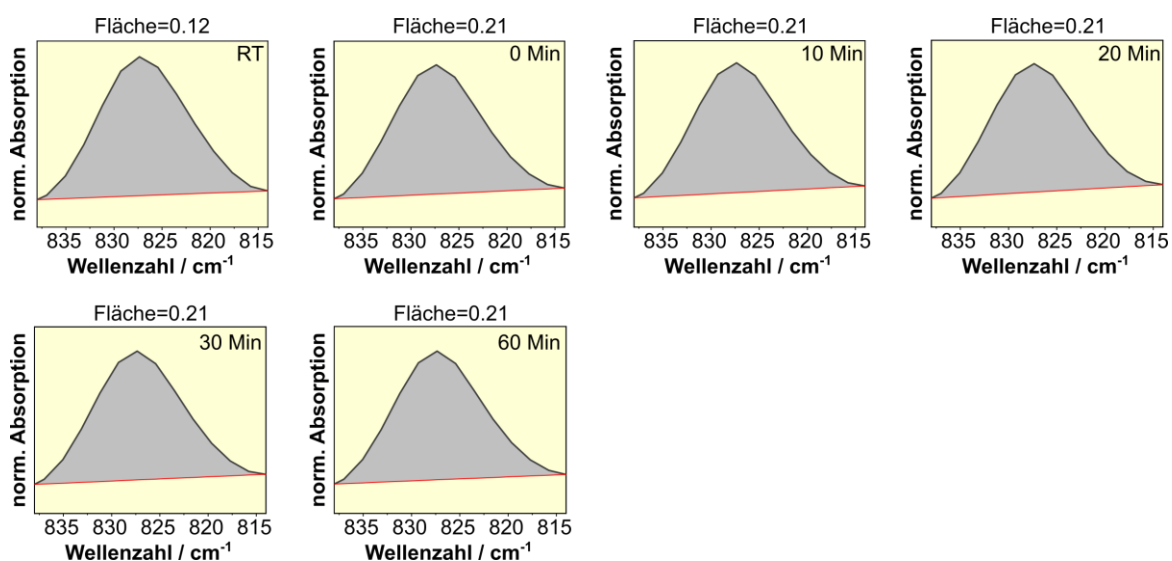 Fläche=0.12
RT
norm. Absorption
835 830 825 820 815
Wellenzahl / cm⁻¹
Fläche=0.21
0 Min
norm. Absorption
835 830 825 820 815
Wellenzahl / cm⁻¹
Fläche=0.21
10 Min
norm. Absorption
835 830 825 820 815
Wellenzahl / cm⁻¹
Fläche=0.21
20 Min
norm. Absorption
835 830 825 820 815
Wellenzahl / cm⁻¹
Fläche=0.21
30 Min
norm. Absorption
835 830 825 820 815
Wellenzahl / cm⁻¹
Fläche=0.21
60 Min
norm. Absorption
835 830 825 820 815
Wellenzahl / cm⁻¹